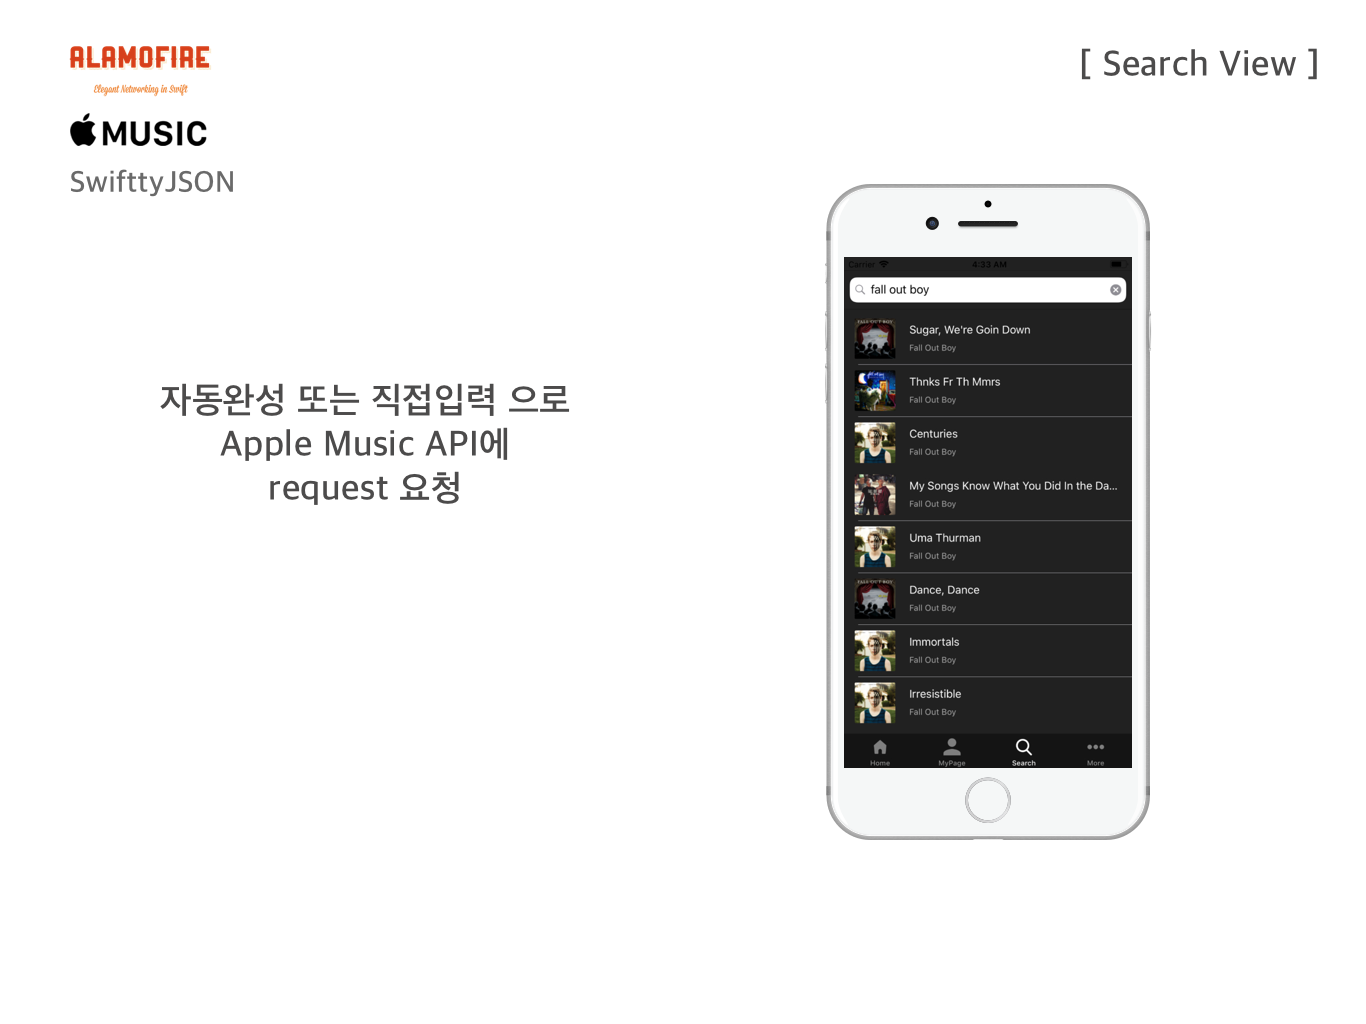 ALAMOFIRE
Elegant Networking in Swift
MUSIC
SwifttyJSON
[ Search View ]
자동완성 또는 직접입력 으로
Apple Music API에
request 요청
Carrier 4:33 AM
fall out boy
Sugar, We're Goin Down
Fall Out Boy
Thnks Fr Th Mmrs
Fall Out Boy
Centuries
Fall Out Boy
My Songs Know What You Did In the Da...
Fall Out Boy
Uma Thurman
Fall Out Boy
Dance, Dance
Fall Out Boy
Immortals
Fall Out Boy
Irresistible
Fall Out Boy
Home MyPage Search More